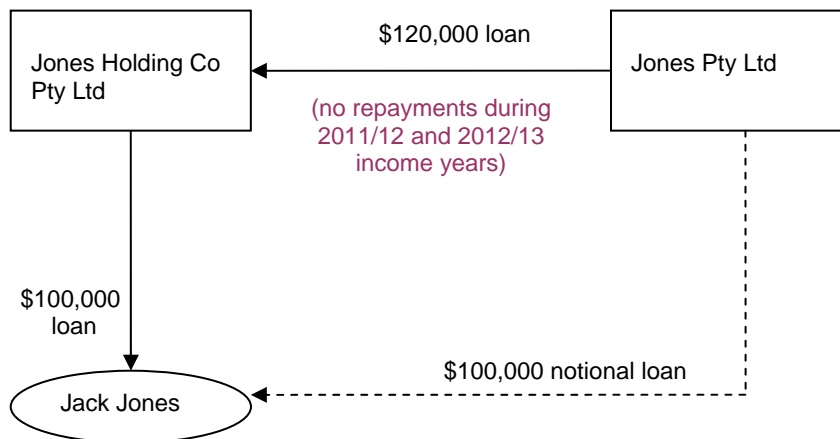 $120,000 loan
Jones Holding Co
Pty Ltd
Jones Pty Ltd
(no repayments during
2011/12 and 2012/13
income years)
$100,000
loan
$100,000 notional loan
Jack Jones